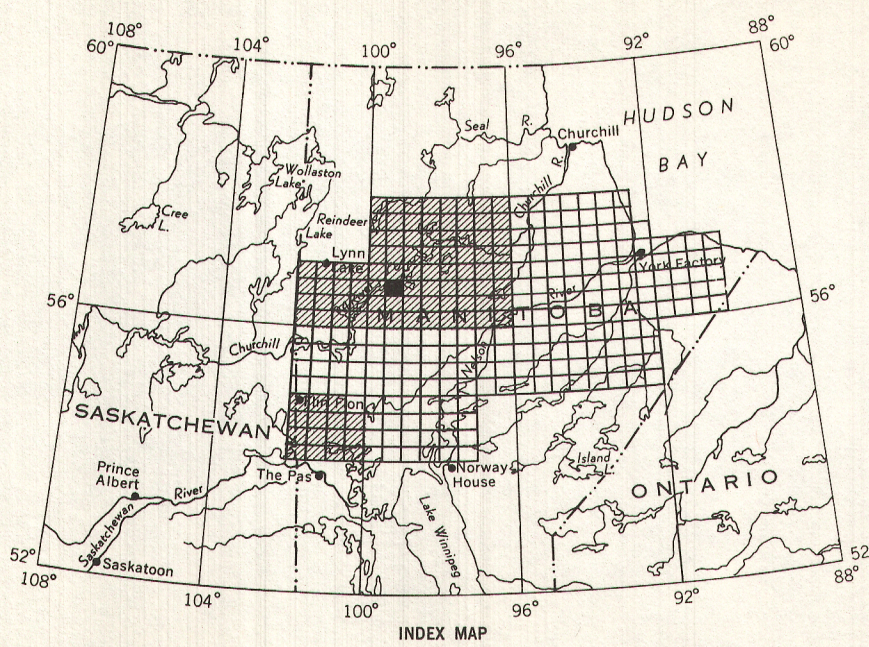 108° 104° 100° 96° 92° 88°
60° 60°
HUDSON
BAY
Seal R.
Churchill
Churchill R.
Wollaston
Lake
Cree
L.
Reindeer
Lake
Lynn
Lake
York Factory
River
56° 56°
MANITOBA
Churchill
Nelson
Flin Flon
SASKATCHEWAN
Prince
Albert
River
The Pas
Norway
House
Island
L.
ONTARIO
Saskatchewan
Lake Winnipeg
Saskatoon
52° 52
108° 104° 100° 96° 92° 88°
INDEX MAP